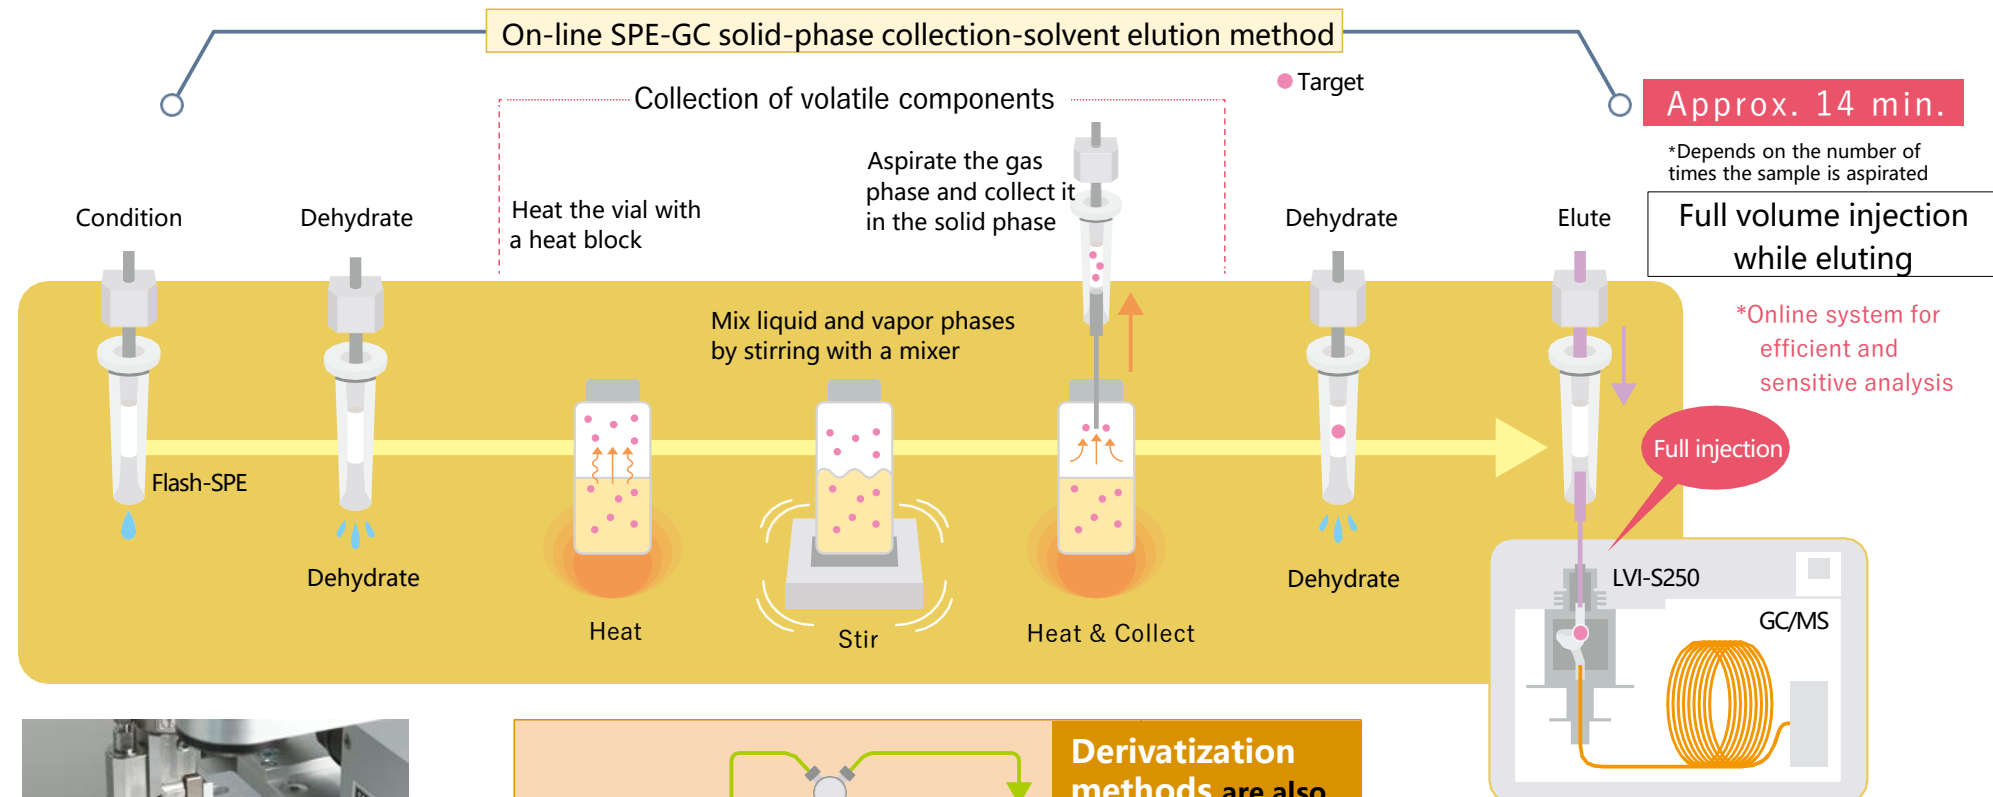 On-line SPE-GC solid-phase collection-solvent elution method
Target
Collection of volatile components
Approx. 14 min.
*Depends on the number of
times the sample is aspirated
Aspirate the gas
phase and collect it
in the solid phase
Heat the vial with
a heat block
Condition
Dehydrate
Dehydrate
Elute
Full volume injection
while eluting
Mix liquid and vapor phases
by stirring with a mixer
*Online system for
efficient and
sensitive analysis
Full injection
Flash-SPE
Dehydrate
Dehydrate
LVI-S250
GC/MS
Heat
Stir
Heat & Collect
Derivatization
methods are also